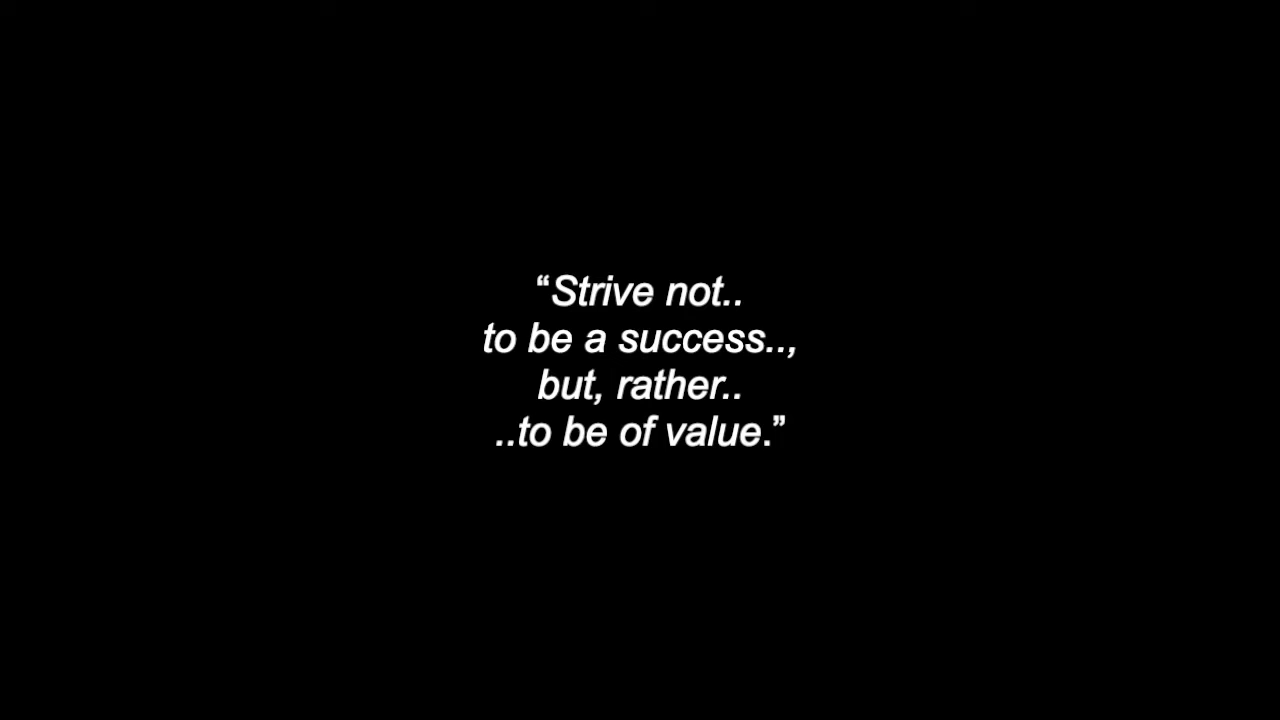 “Strive not..
to be a success..,
but, rather..
..to be of value.”